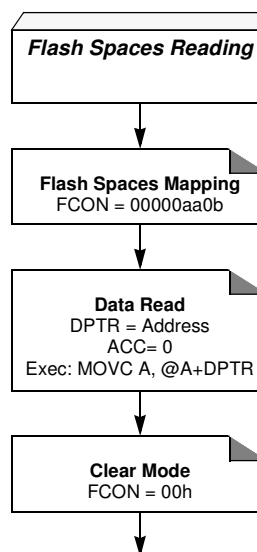 Flash Spaces Reading
Flash Spaces Mapping
FCON = 00000aa0b
Data Read
DPTR = Address
ACC= 0
Exec: MOVC A, @A+DPTR
Clear Mode
FCON = 00h